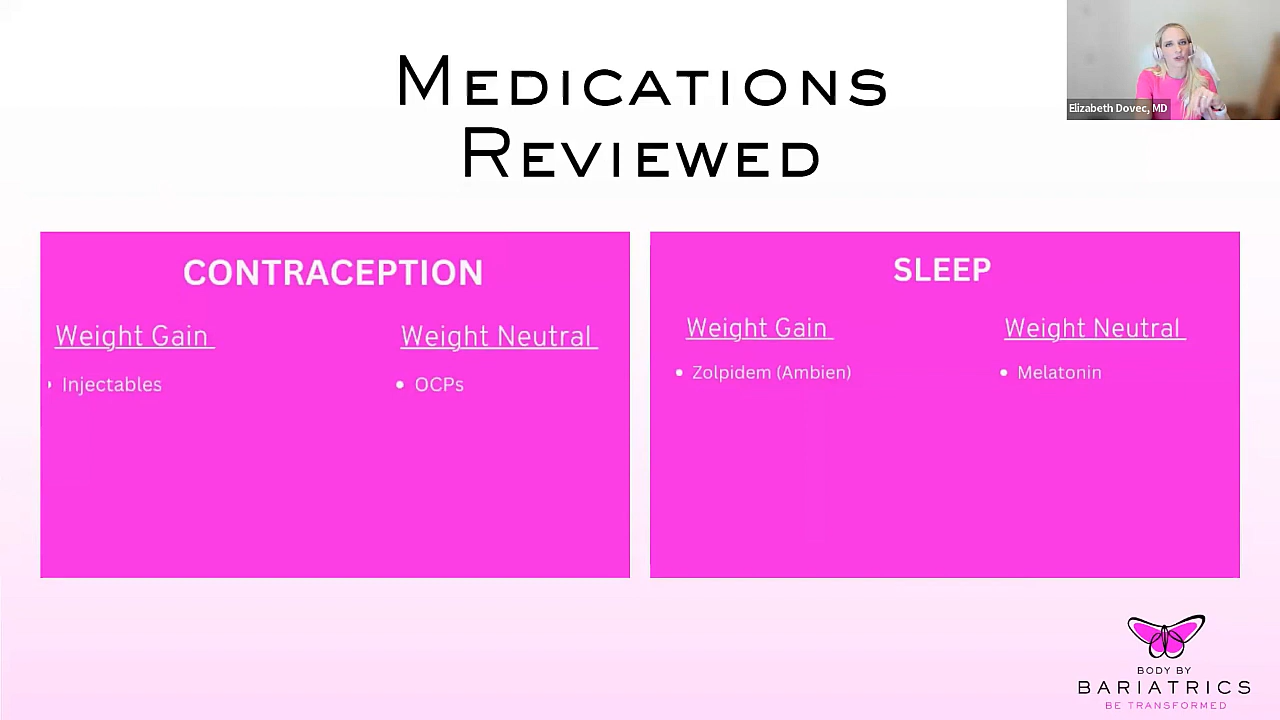 MEDICATIONS
REVIEWED
Elizabeth Dovec, MD
CONTRACEPTION
Weight Gain
• Injectables
Weight Neutral
• OCPs
SLEEP
Weight Gain
• Zolpidem (Ambien)
Weight Neutral
• Melatonin
BODY BY
BARIATRICS
BE TRANSFORMED